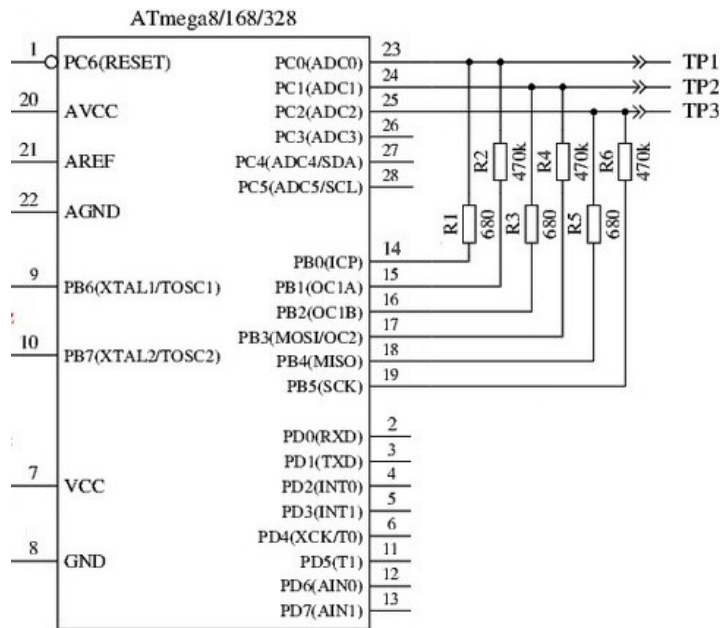 ATmega8/168/328
1 PC6(RESET)
20 AVCC
21 AREF
22 AGND
9 PB6(XTAL1/TOSC1)
10 PB7(XTAL2/TOSC2)
7 VCC
8 GND
PC0(ADC0) 23 TP1
PC1(ADC1) 24 TP2
PC2(ADC2) 25 TP3
PC3(ADC3) 26
PC4(ADC4/SDA) 27
PC5(ADC5/SCL) 28
PB0(ICP) 14
PB1(OC1A) 15
PB2(OC1B) 16
PB3(MOSI/OC2) 17
PB4(MISO) 18
PB5(SCK) 19
PD0(RXD) 2
PD1(TXD) 3
PD2(INT0) 4
PD3(INT1) 5
PD4(XCK/T0) 6
PD5(T1) 11
PD6(AIN0) 12
PD7(AIN1) 13
R1 680
R2 470k
R3 680
R4 470k
R5 680
R6 470k